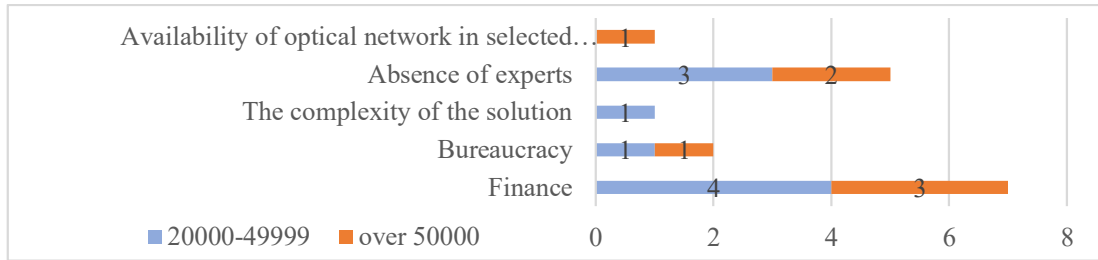 Availability of optical network in selected… 1
Absence of experts 3 2
The complexity of the solution 1
Bureaucracy 1 1
Finance 4 3
20000-49999 over 50000 0 2 4 6 8